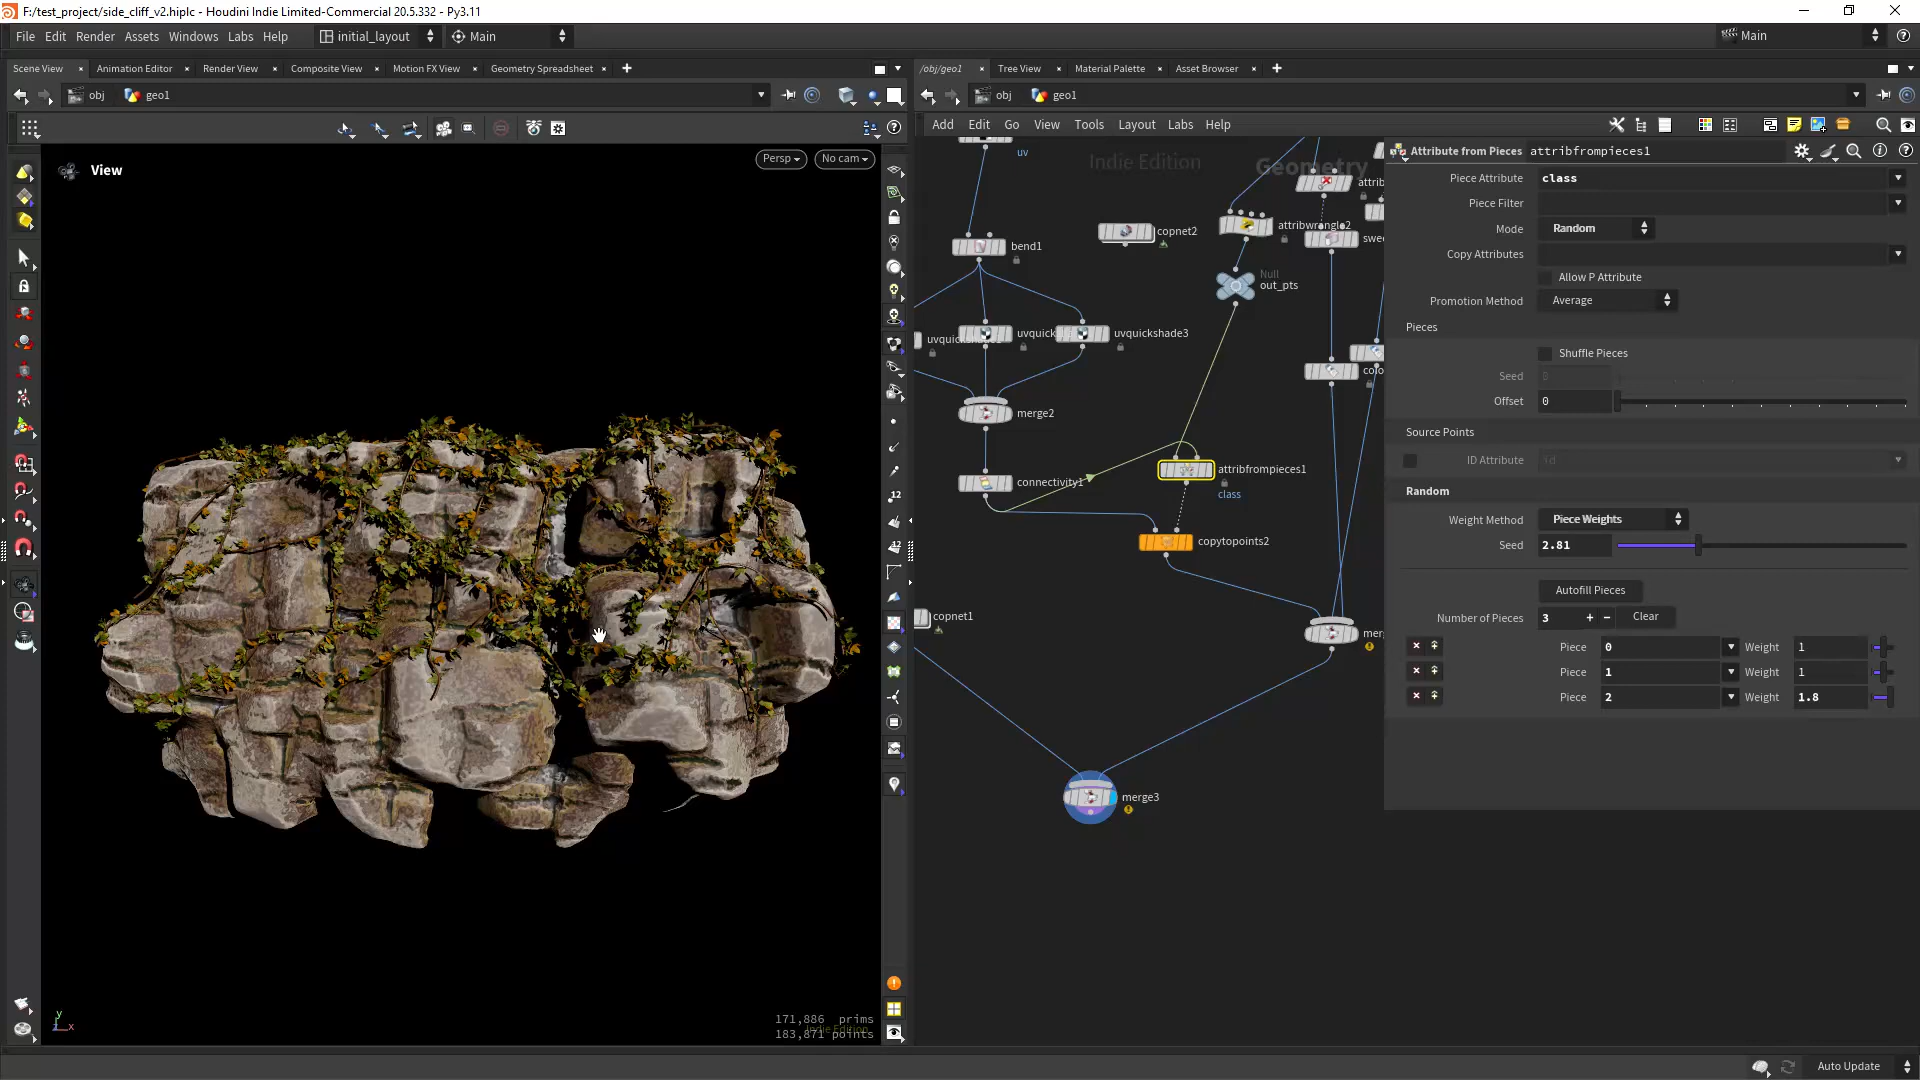 F:/test_project/side_cliff_v2.hiplc - Houdini Indie Limited-Commercial 20.5.332 - Py3.11
File Edit Render Assets Windows Labs Help initial_layout Main Main
Scene View Animation Editor Render View Composite View Motion FX View Geometry Spreadsheet
/obj/geo1 Tree View Material Palette Asset Browser
obj geo1
obj geo1
Add Edit Go View Tools Layout Labs Help
View
Persp No cam
Indie Edition
Geometry
uv
bend1
copnet2
attribwrangle2
Null
out_pts
uvquickshade3
merge2
connectivity1
attribfrompieces1
class
copytopoints2
copnet1
merge3
Attribute from Pieces attribfrompieces1
Piece Attribute class
Piece Filter
Mode Random
Copy Attributes
Allow P Attribute
Promotion Method Average
Pieces
Shuffle Pieces
Seed 0
Offset 0
Source Points
ID Attribute id
Random
Weight Method Piece Weights
Seed 2.81
Autofill Pieces
Number of Pieces 3 + − Clear
Piece 0 Weight 1
Piece 1 Weight 1
Piece 2 Weight 1.8
12
12
y
x
171,886 prims
Indie Edition
183,871 points
Auto Update